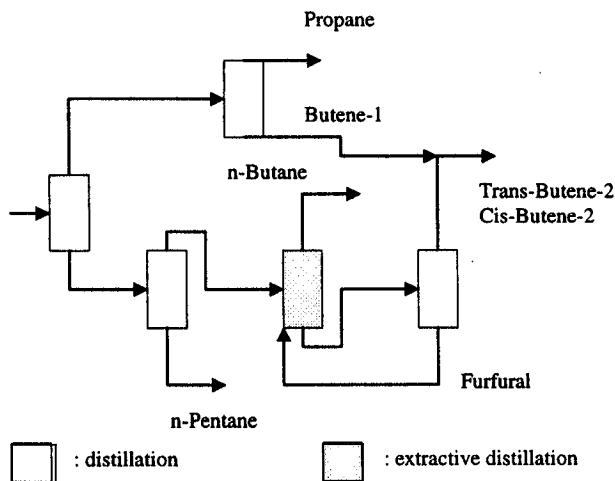 Propane
Butene-1
n-Butane
Trans-Butene-2
Cis-Butene-2
Furfural
n-Pentane
: distillation
: extractive distillation